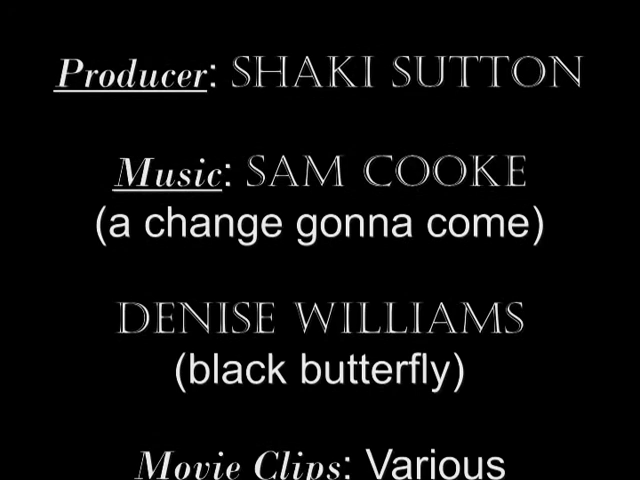 Producer: SHAKI SUTTON
Music: SAM COOKE
(a change gonna come)
DENISE WILLIAMS
(black butterfly)
Movie Clips: Various